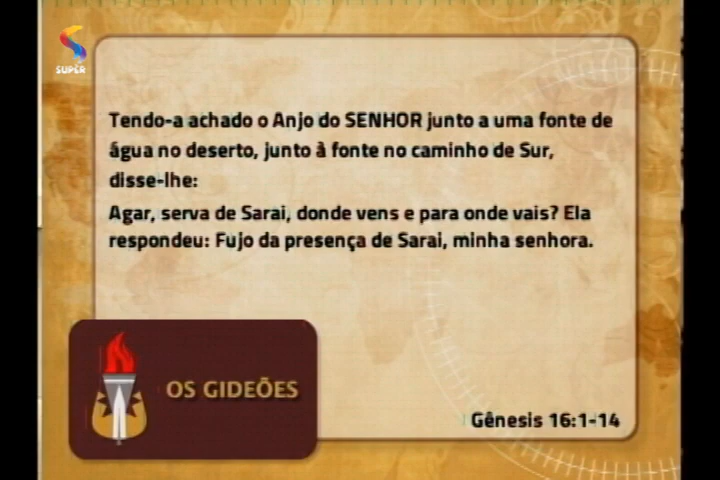 SUPER
Tendo-a achado o Anjo do SENHOR junto a uma fonte de
água no deserto, junto à fonte no caminho de Sur,
disse-lhe:
Agar, serva de Sarai, donde vens e para onde vais? Ela
respondeu: Fujo da presença de Sarai, minha senhora.
OS GIDEÕES
Gênesis 16:1-14